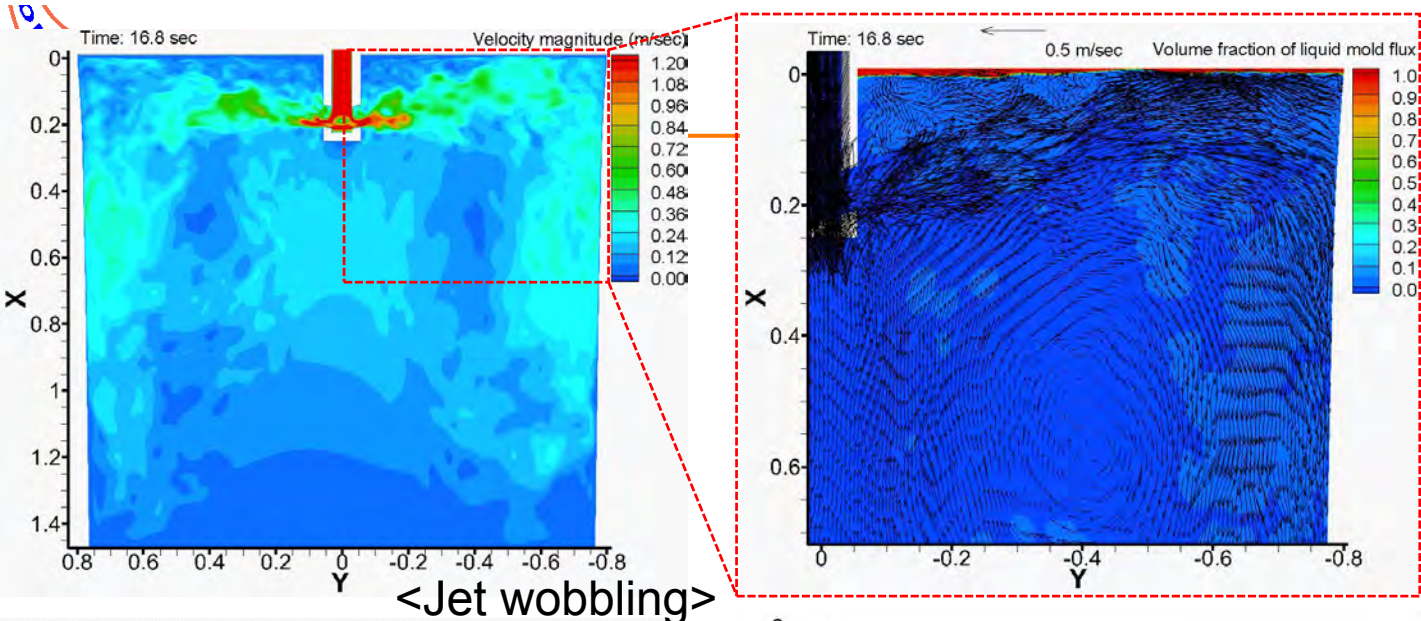 Time: 16.8 sec
Velocity magnitude (m/sec)
0
0.2
0.4
0.6
0.8
1
1.2
1.4
X
1.20
1.08
0.96
0.84
0.72
0.60
0.48
0.36
0.24
0.12
0.00
0.8 0.6 0.4 0.2 0 -0.2 -0.4 -0.6 -0.8
Y
Time: 16.8 sec
0.5 m/sec
Volume fraction of liquid mold flux
0
0.2
0.4
0.6
X
1.0
0.9
0.8
0.7
0.6
0.5
0.4
0.3
0.2
0.1
0.0
0 -0.2 -0.4 -0.6 -0.8
Y
<Jet wobbling>